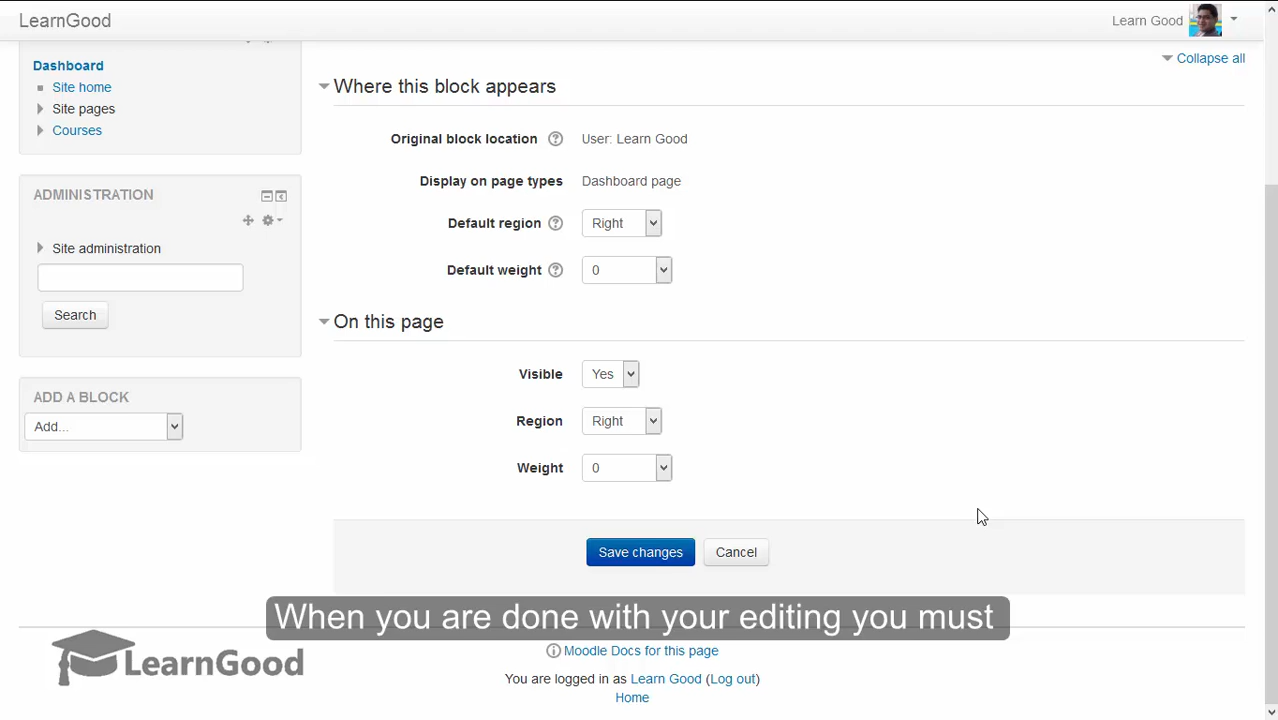 LearnGood
Learn Good
Collapse all
Dashboard
Site home
Site pages
Courses
ADMINISTRATION
Site administration
Search
ADD A BLOCK
Add...
Where this block appears
Original block location ? User: Learn Good
Display on page types Dashboard page
Default region ? Right
Default weight ? 0
On this page
Visible Yes
Region Right
Weight 0
Save changes Cancel
When you are done with your editing you must
LearnGood
Moodle Docs for this page
You are logged in as Learn Good (Log out)
Home